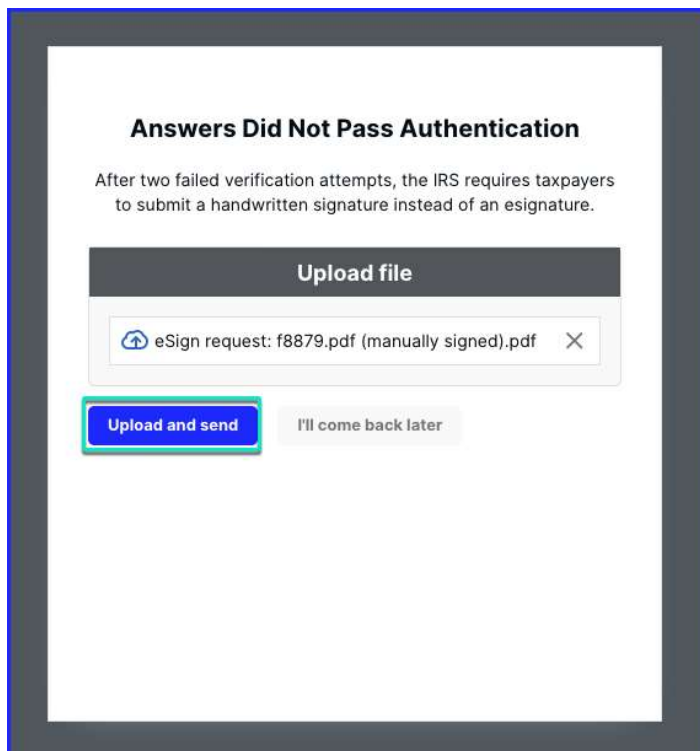 Answers Did Not Pass Authentication
After two failed verification attempts, the IRS requires taxpayers
to submit a handwritten signature instead of an esignature.
Upload file
eSign request: f8879.pdf (manually signed).pdf
Upload and send
I'll come back later